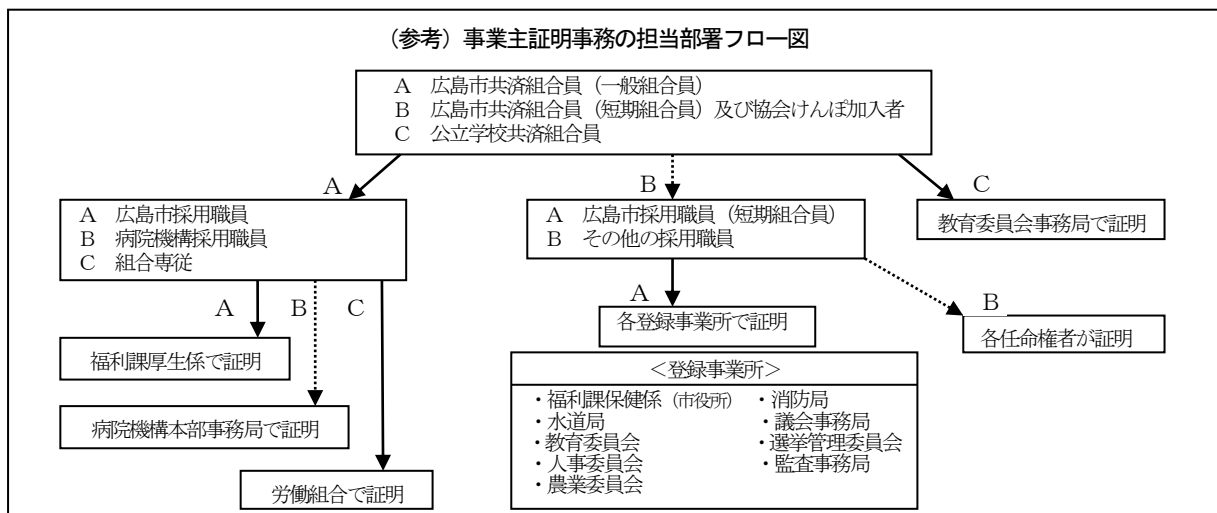 （参考）事業主証明事務の担当部署フロー図
A　広島市共済組合員（一般組合員）
B　広島市共済組合員（短期組合員）及び協会けんぽ加入者
C　公立学校共済組合員
A
B
C
A　広島市採用職員
B　病院機構採用職員
C　組合専従
A　広島市採用職員（短期組合員）
B　その他の採用職員
教育委員会事務局で証明
A
B
C
A
B
福利課厚生係で証明
各登録事業所で証明
各任命権者が証明
病院機構本部事務局で証明
労働組合で証明
＜登録事業所＞
・福利課保健係（市役所）
・水道局
・教育委員会
・人事委員会
・農業委員会
・消防局
・議会事務局
・選挙管理委員会
・監査事務局